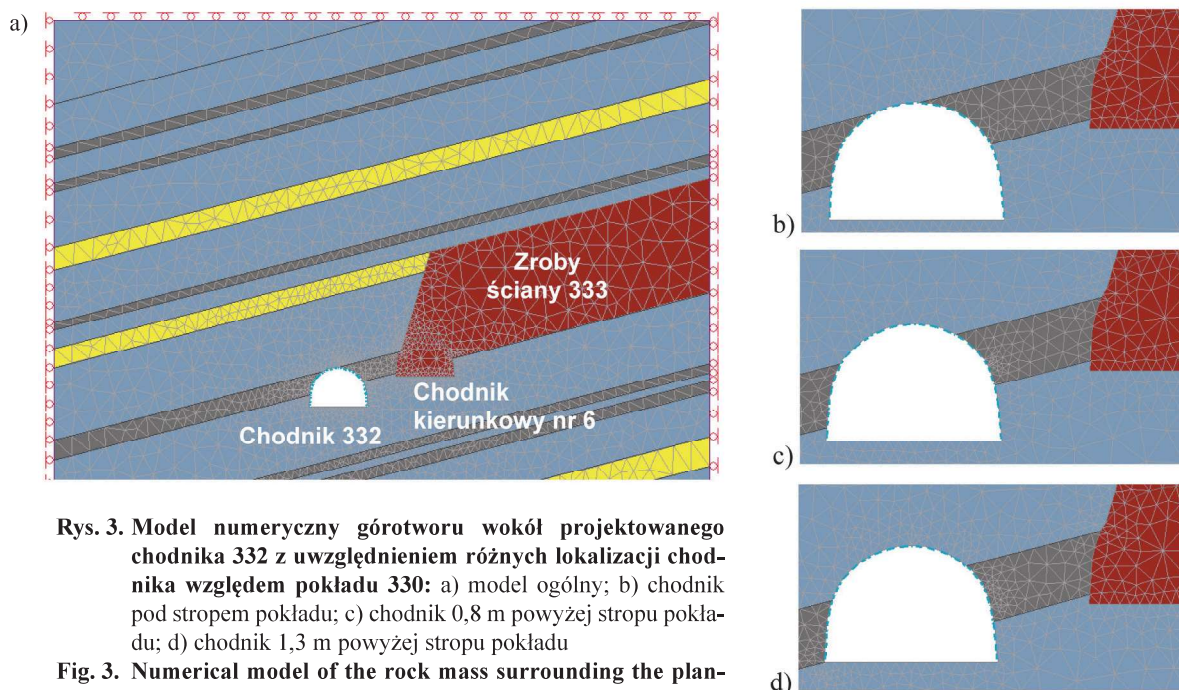 a)
Zroby
ściany 333
Chodnik
kierunkowy nr 6
Chodnik 332
b)
c)
d)
Rys. 3. Model numeryczny górotworu wokół projektowanego
chodnika 332 z uwzględnieniem różnych lokalizacji chod-
nika względem pokładu 330: a) model ogólny; b) chodnik
pod stropem pokładu; c) chodnik 0,8 m powyżej stropu pokła-
du; d) chodnik 1,3 m powyżej stropu pokładu
Fig. 3. Numerical model of the rock mass surrounding the plan-